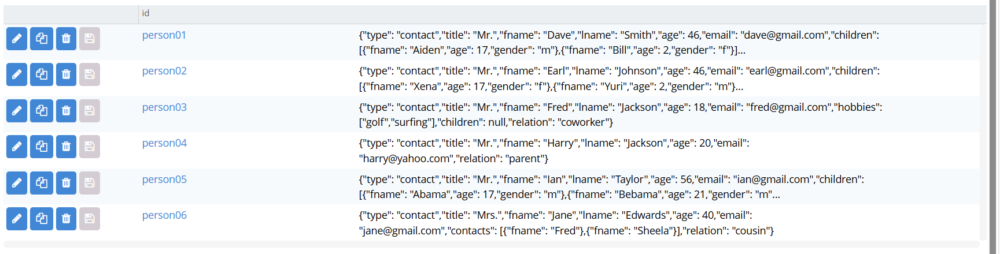 id
person01
{"type": "contact","title": "Mr.","fname": "Dave","lname": "Smith","age": 46,"email": "dave@gmail.com","children":
[{"fname": "Aiden","age": 17,"gender": "m"},{"fname": "Bill","age": 2,"gender": "f"}]...
person02
{"type": "contact","title": "Mr.","fname": "Earl","lname": "Johnson","age": 46,"email": "earl@gmail.com","children":
[{"fname": "Xena","age": 17,"gender": "f"},{"fname": "Yuri","age": 2,"gender": "m"}...
person03
{"type": "contact","title": "Mr.","fname": "Fred","lname": "Jackson","age": 18,"email": "fred@gmail.com","hobbies":
["golf","surfing"],"children": null,"relation": "coworker"}
person04
{"type": "contact","title": "Mr.","fname": "Harry","lname": "Jackson","age": 20,"email":
"harry@yahoo.com","relation": "parent"}
person05
{"type": "contact","title": "Mr.","fname": "Ian","lname": "Taylor","age": 56,"email": "ian@gmail.com","children":
[{"fname": "Abama","age": 17,"gender": "m"},{"fname": "Bebama","age": 21,"gender": "m"...
person06
{"type": "contact","title": "Mrs.","fname": "Jane","lname": "Edwards","age": 40,"email":
"jane@gmail.com","contacts": [{"fname": "Fred"},{"fname": "Sheela"}],"relation": "cousin"}